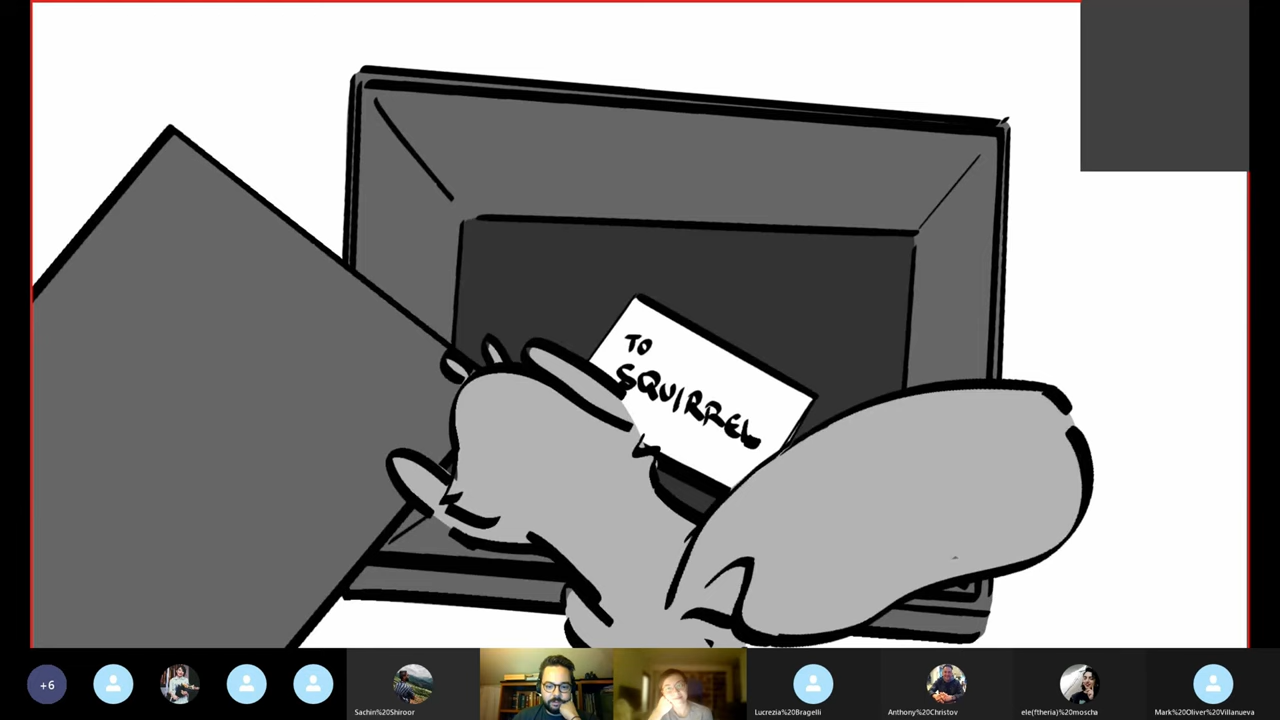 TO
SQUIRREL
+6
Sachin%20Shiroor
Lucrezia%20Bragelli
Anthony%20Christov
ele(ftheria)%20moscha
Mark%20Oliver%20Villanueva